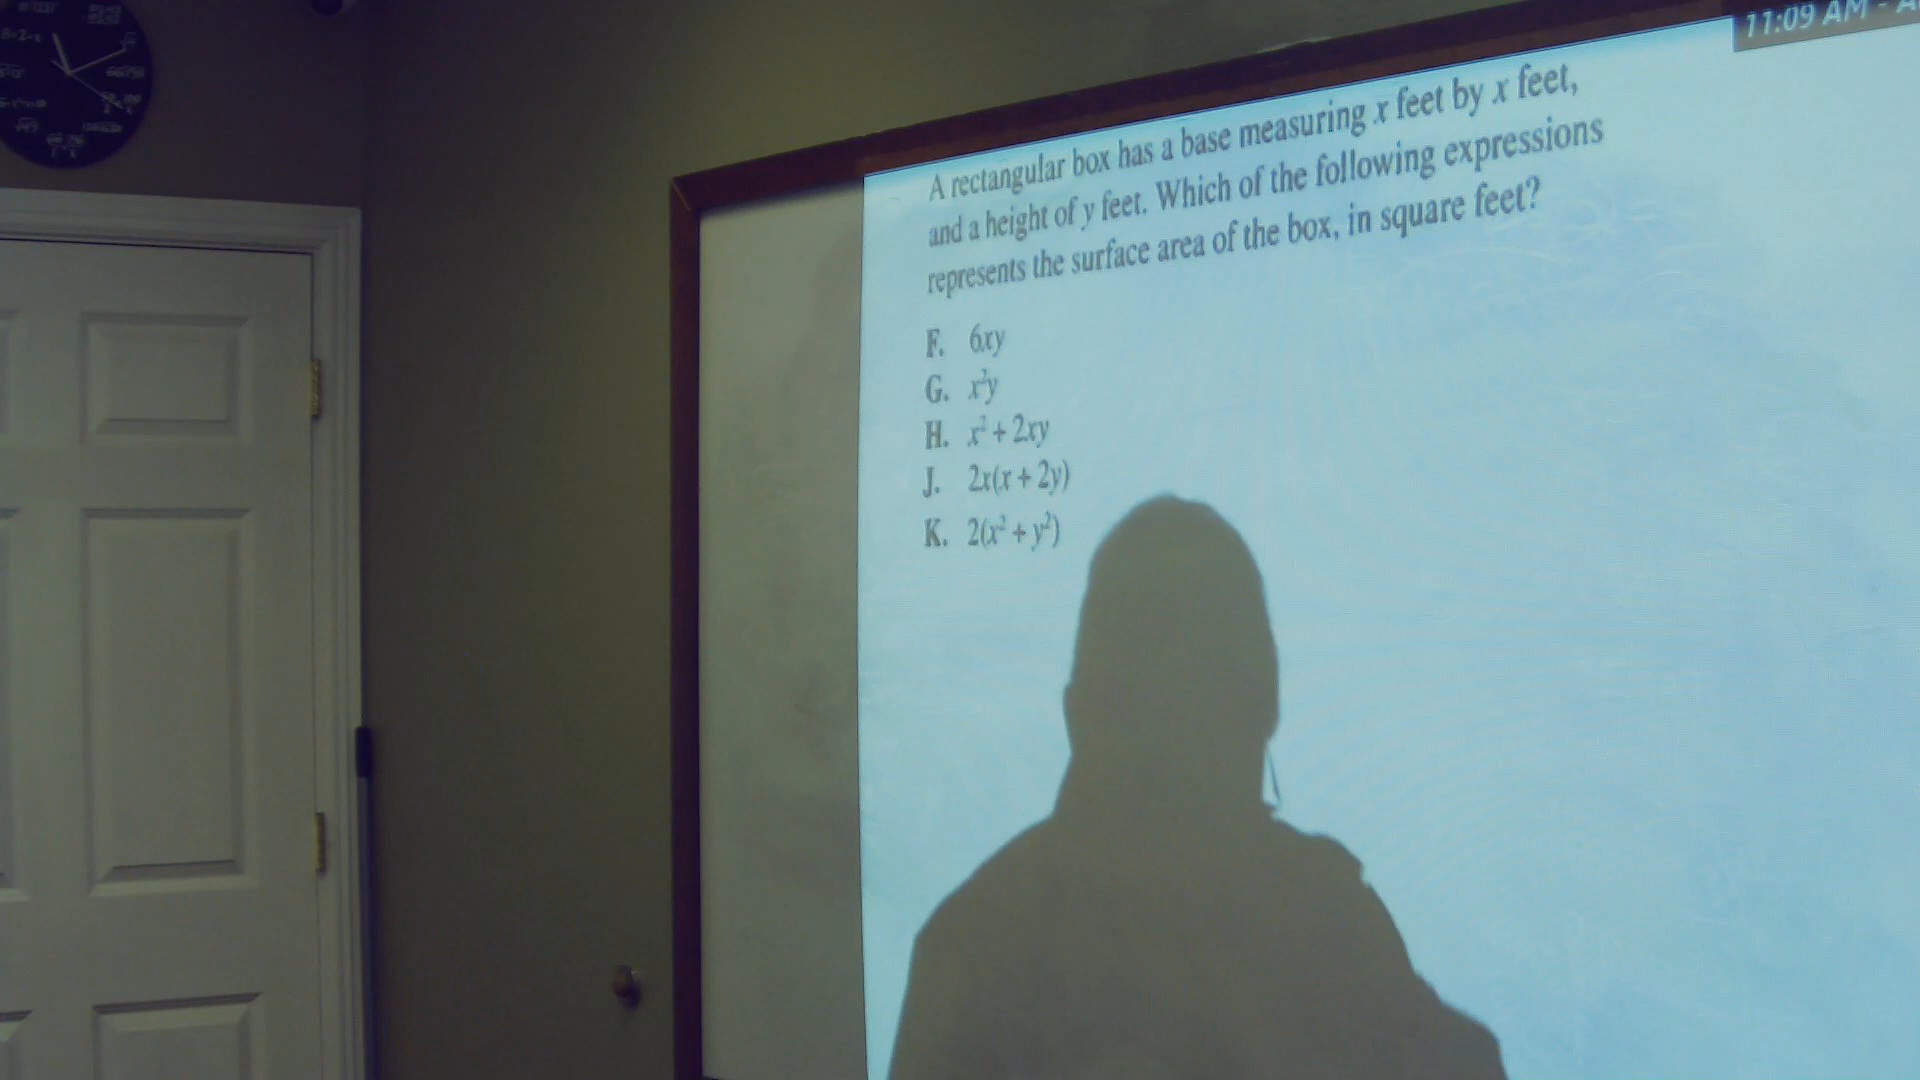 11:09 AM - A
A rectangular box has a base measuring x feet by x feet,
and a height of y feet. Which of the following expressions
represents the surface area of the box, in square feet?
F. 6xy
G. x²y
H. x² + 2xy
J. 2x(x + 2y)
K. 2(x² + y²)